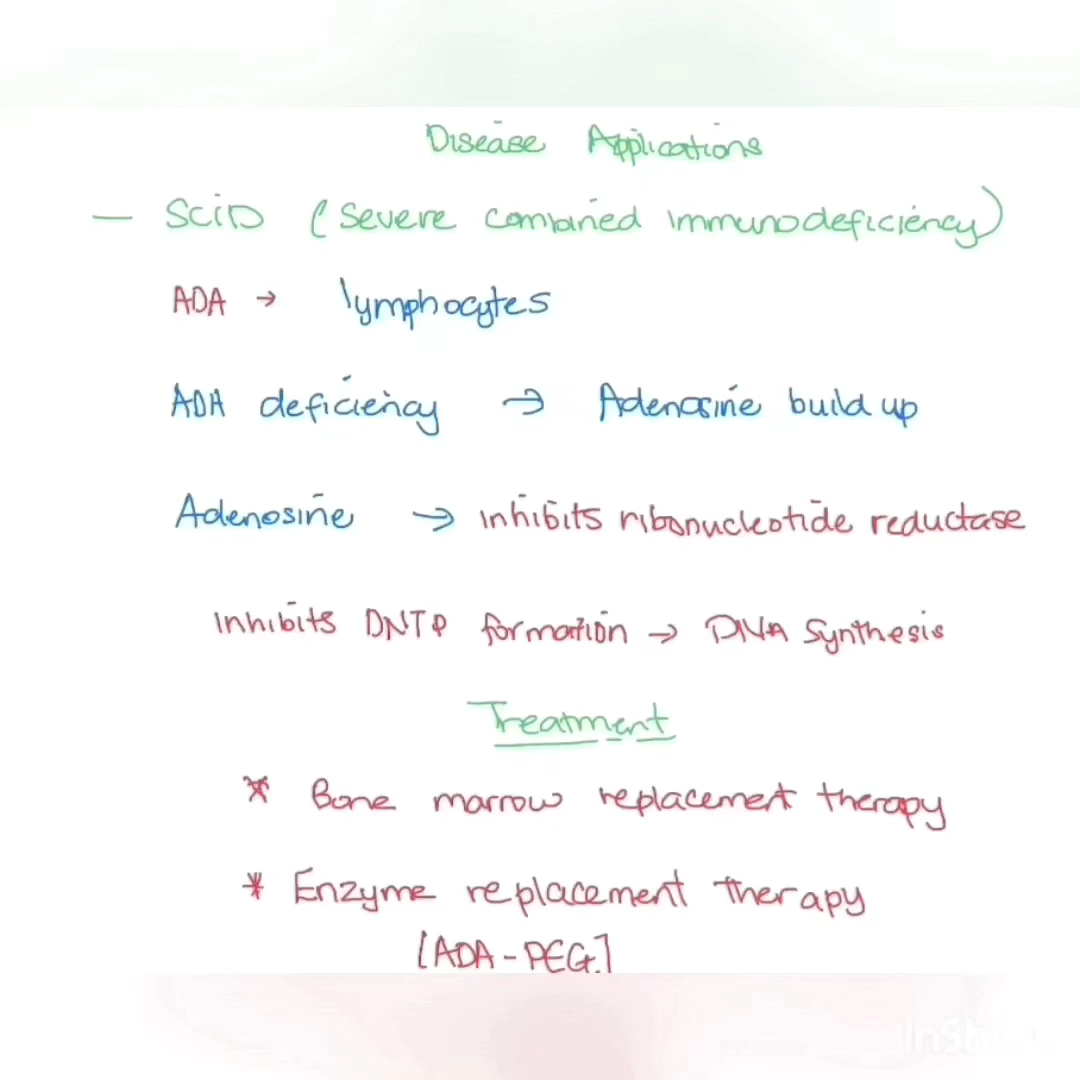 Disease Applications
— SCiD (Severe combined immunodeficiency)
ADA → lymphocytes
ADA deficiency → Adenosine build up
Adenosine → inhibits ribonucleotide reductase
Inhibits DNTP formation → DNA Synthesis
Treatment
* Bone marrow replacement therapy
* Enzyme replacement therapy
[ADA-PEG]
InSh